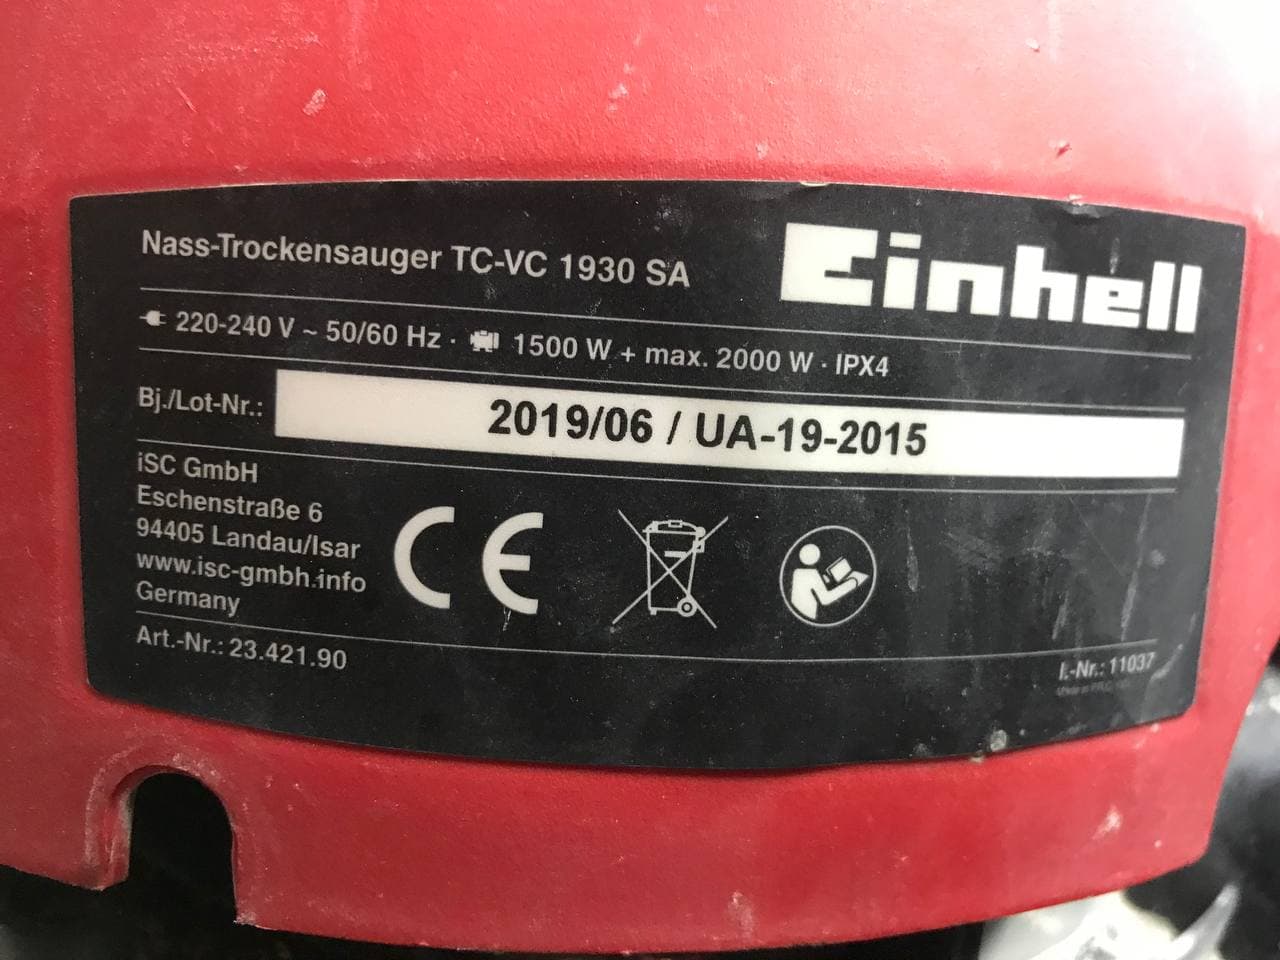 Einhell
Nass-Trockensauger TC-VC 1930 SA
220-240 V ~ 50/60 Hz · 1500 W + max. 2000 W · IPX4
Bj./Lot-Nr.: 2019/06 / UA-19-2015
iSC GmbH
Eschenstraße 6
94405 Landau/Isar
www.isc-gmbh.info
Germany
CE
Art.-Nr.: 23.421.90
I.-Nr.: 11037